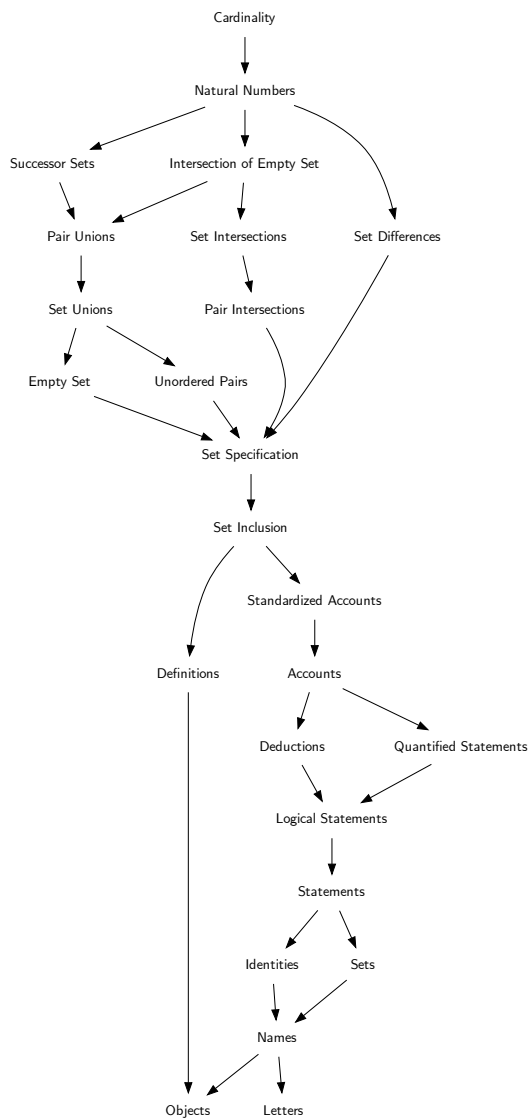 Cardinality
Natural Numbers
Successor Sets
Intersection of Empty Set
Pair Unions
Set Intersections
Set Differences
Set Unions
Pair Intersections
Empty Set
Unordered Pairs
Set Specification
Set Inclusion
Standardized Accounts
Definitions
Accounts
Deductions
Quantified Statements
Logical Statements
Statements
Identities
Sets
Names
Objects
Letters